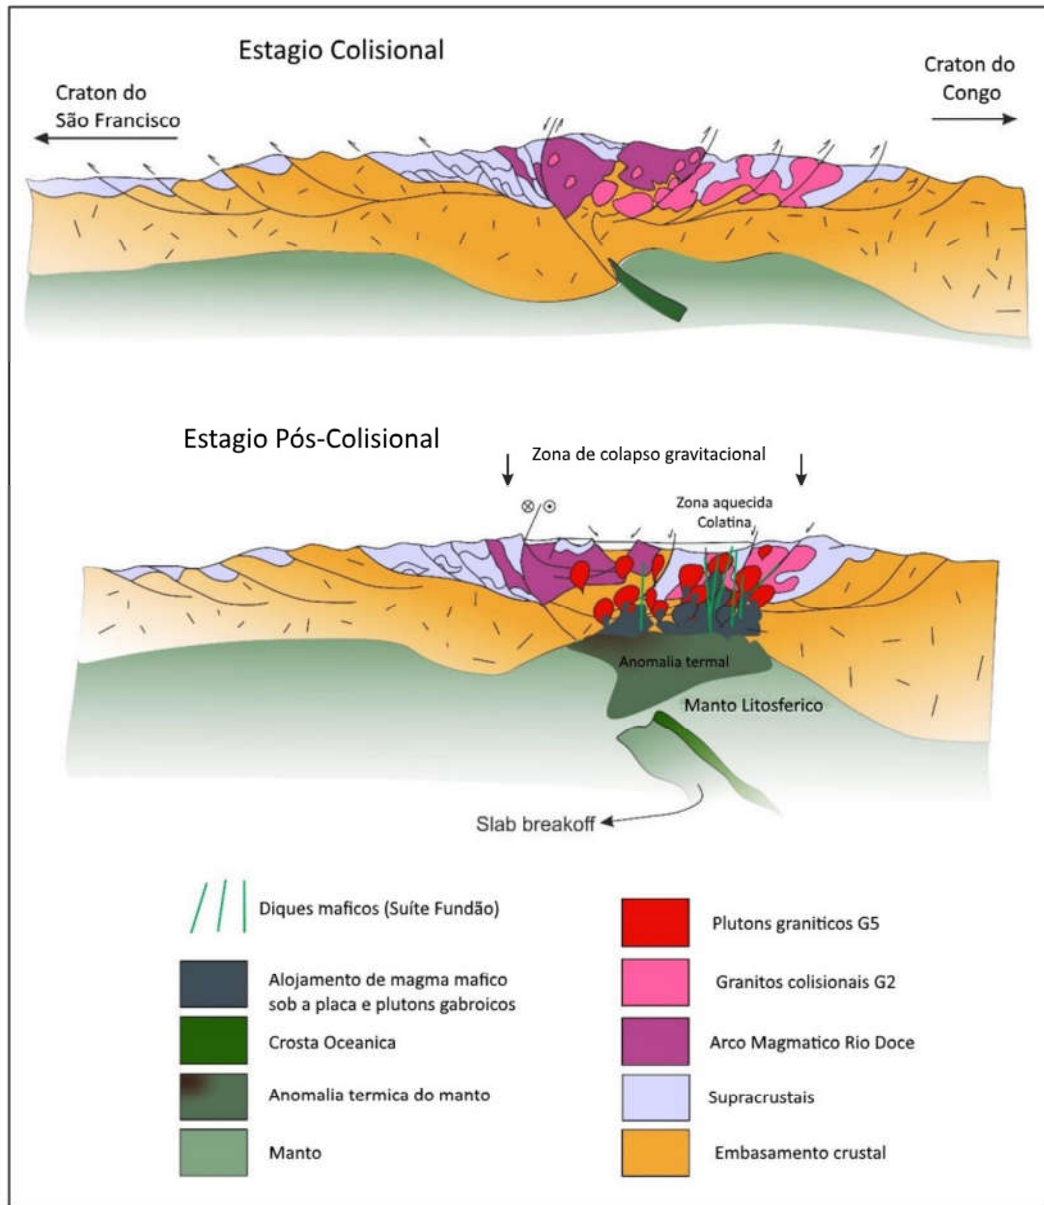 Estagio Colisional
Craton do
São Francisco
Craton do
Congo
Estagio Pós-Colisional
Zona de colapso gravitacional
Zona aquecida
Colatina
Anomalia termal
Manto Litosferico
Slab breakoff
Diques maficos (Suíte Fundão)
Alojamento de magma mafico
sob a placa e plutons gabroicos
Crosta Oceanica
Anomalia termica do manto
Manto
Plutons graniticos G5
Granitos colisionais G2
Arco Magmatico Rio Doce
Supracrustais
Embasamento crustal